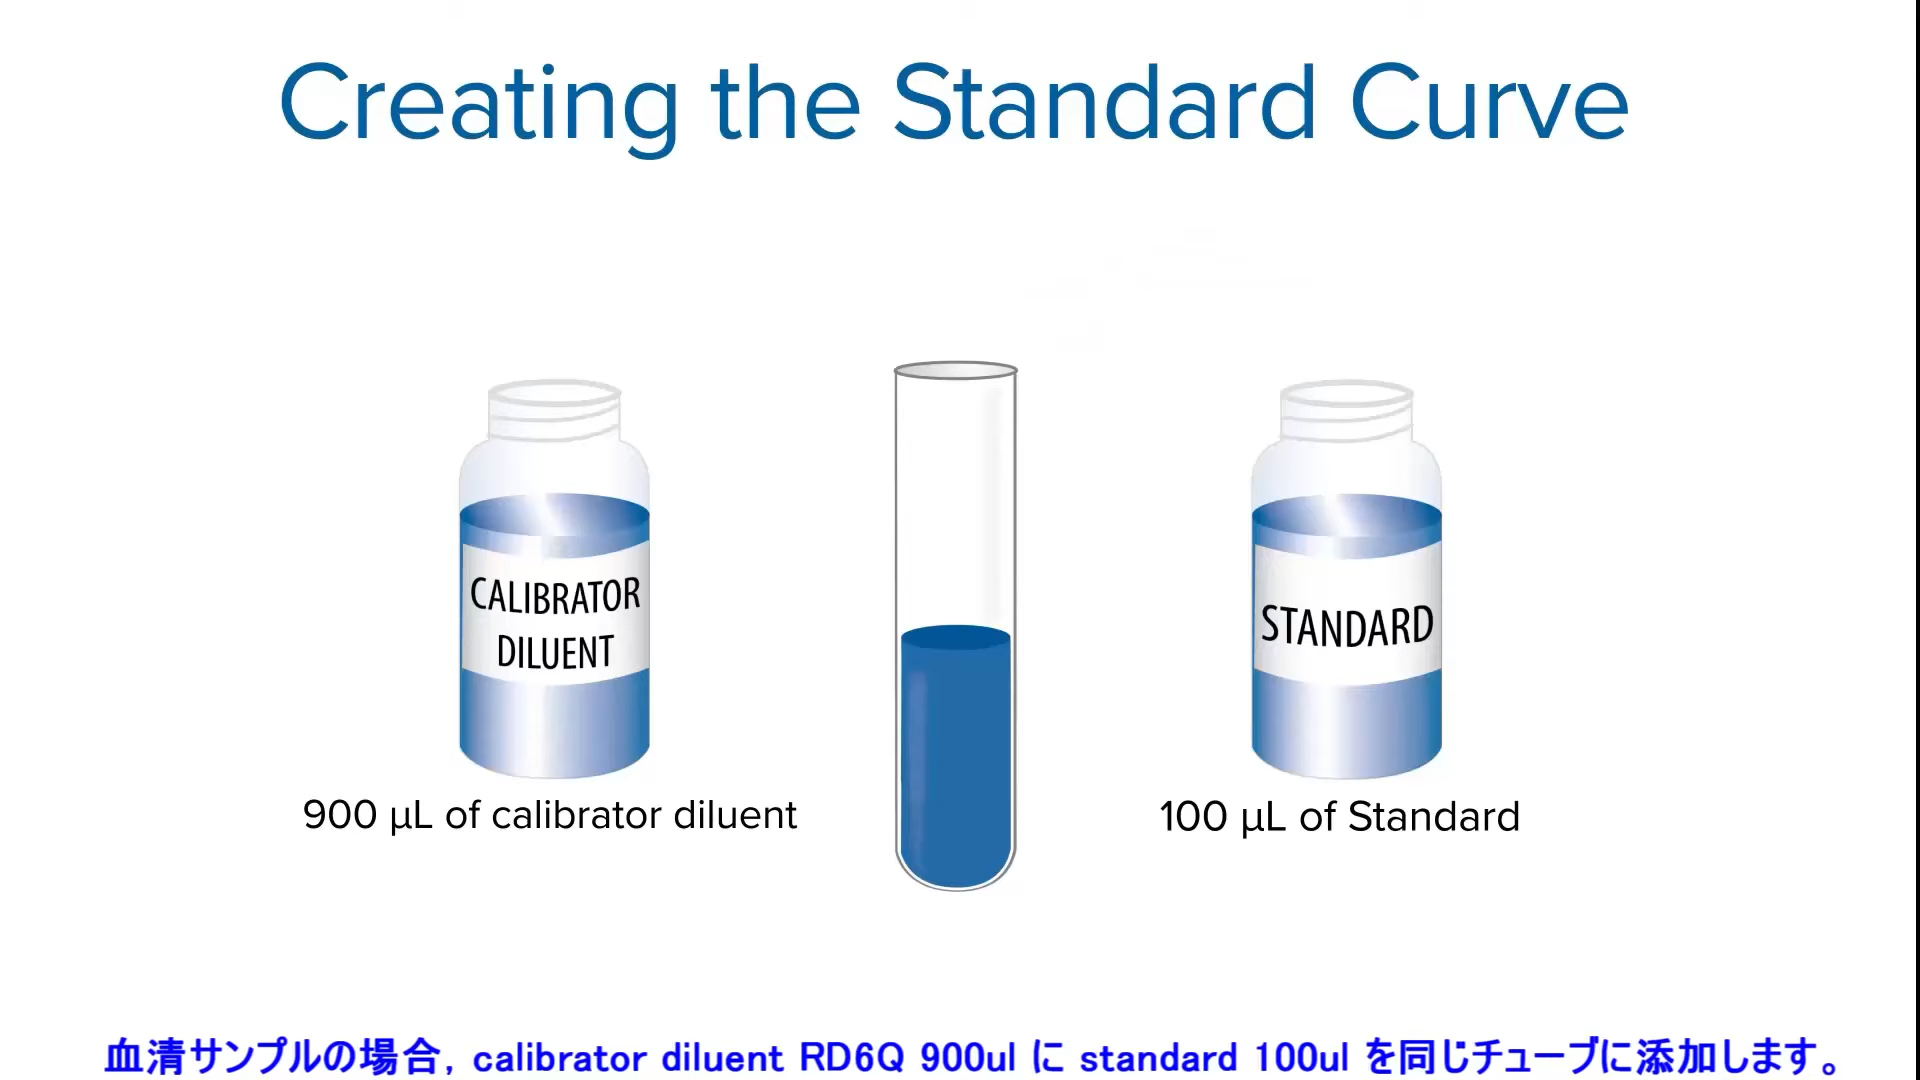 Creating the Standard Curve
CALIBRATOR
DILUENT
STANDARD
900 µL of calibrator diluent
100 µL of Standard
血清サンプルの場合, calibrator diluent RD6Q 900ul に standard 100ul を同じチューブに添加します。